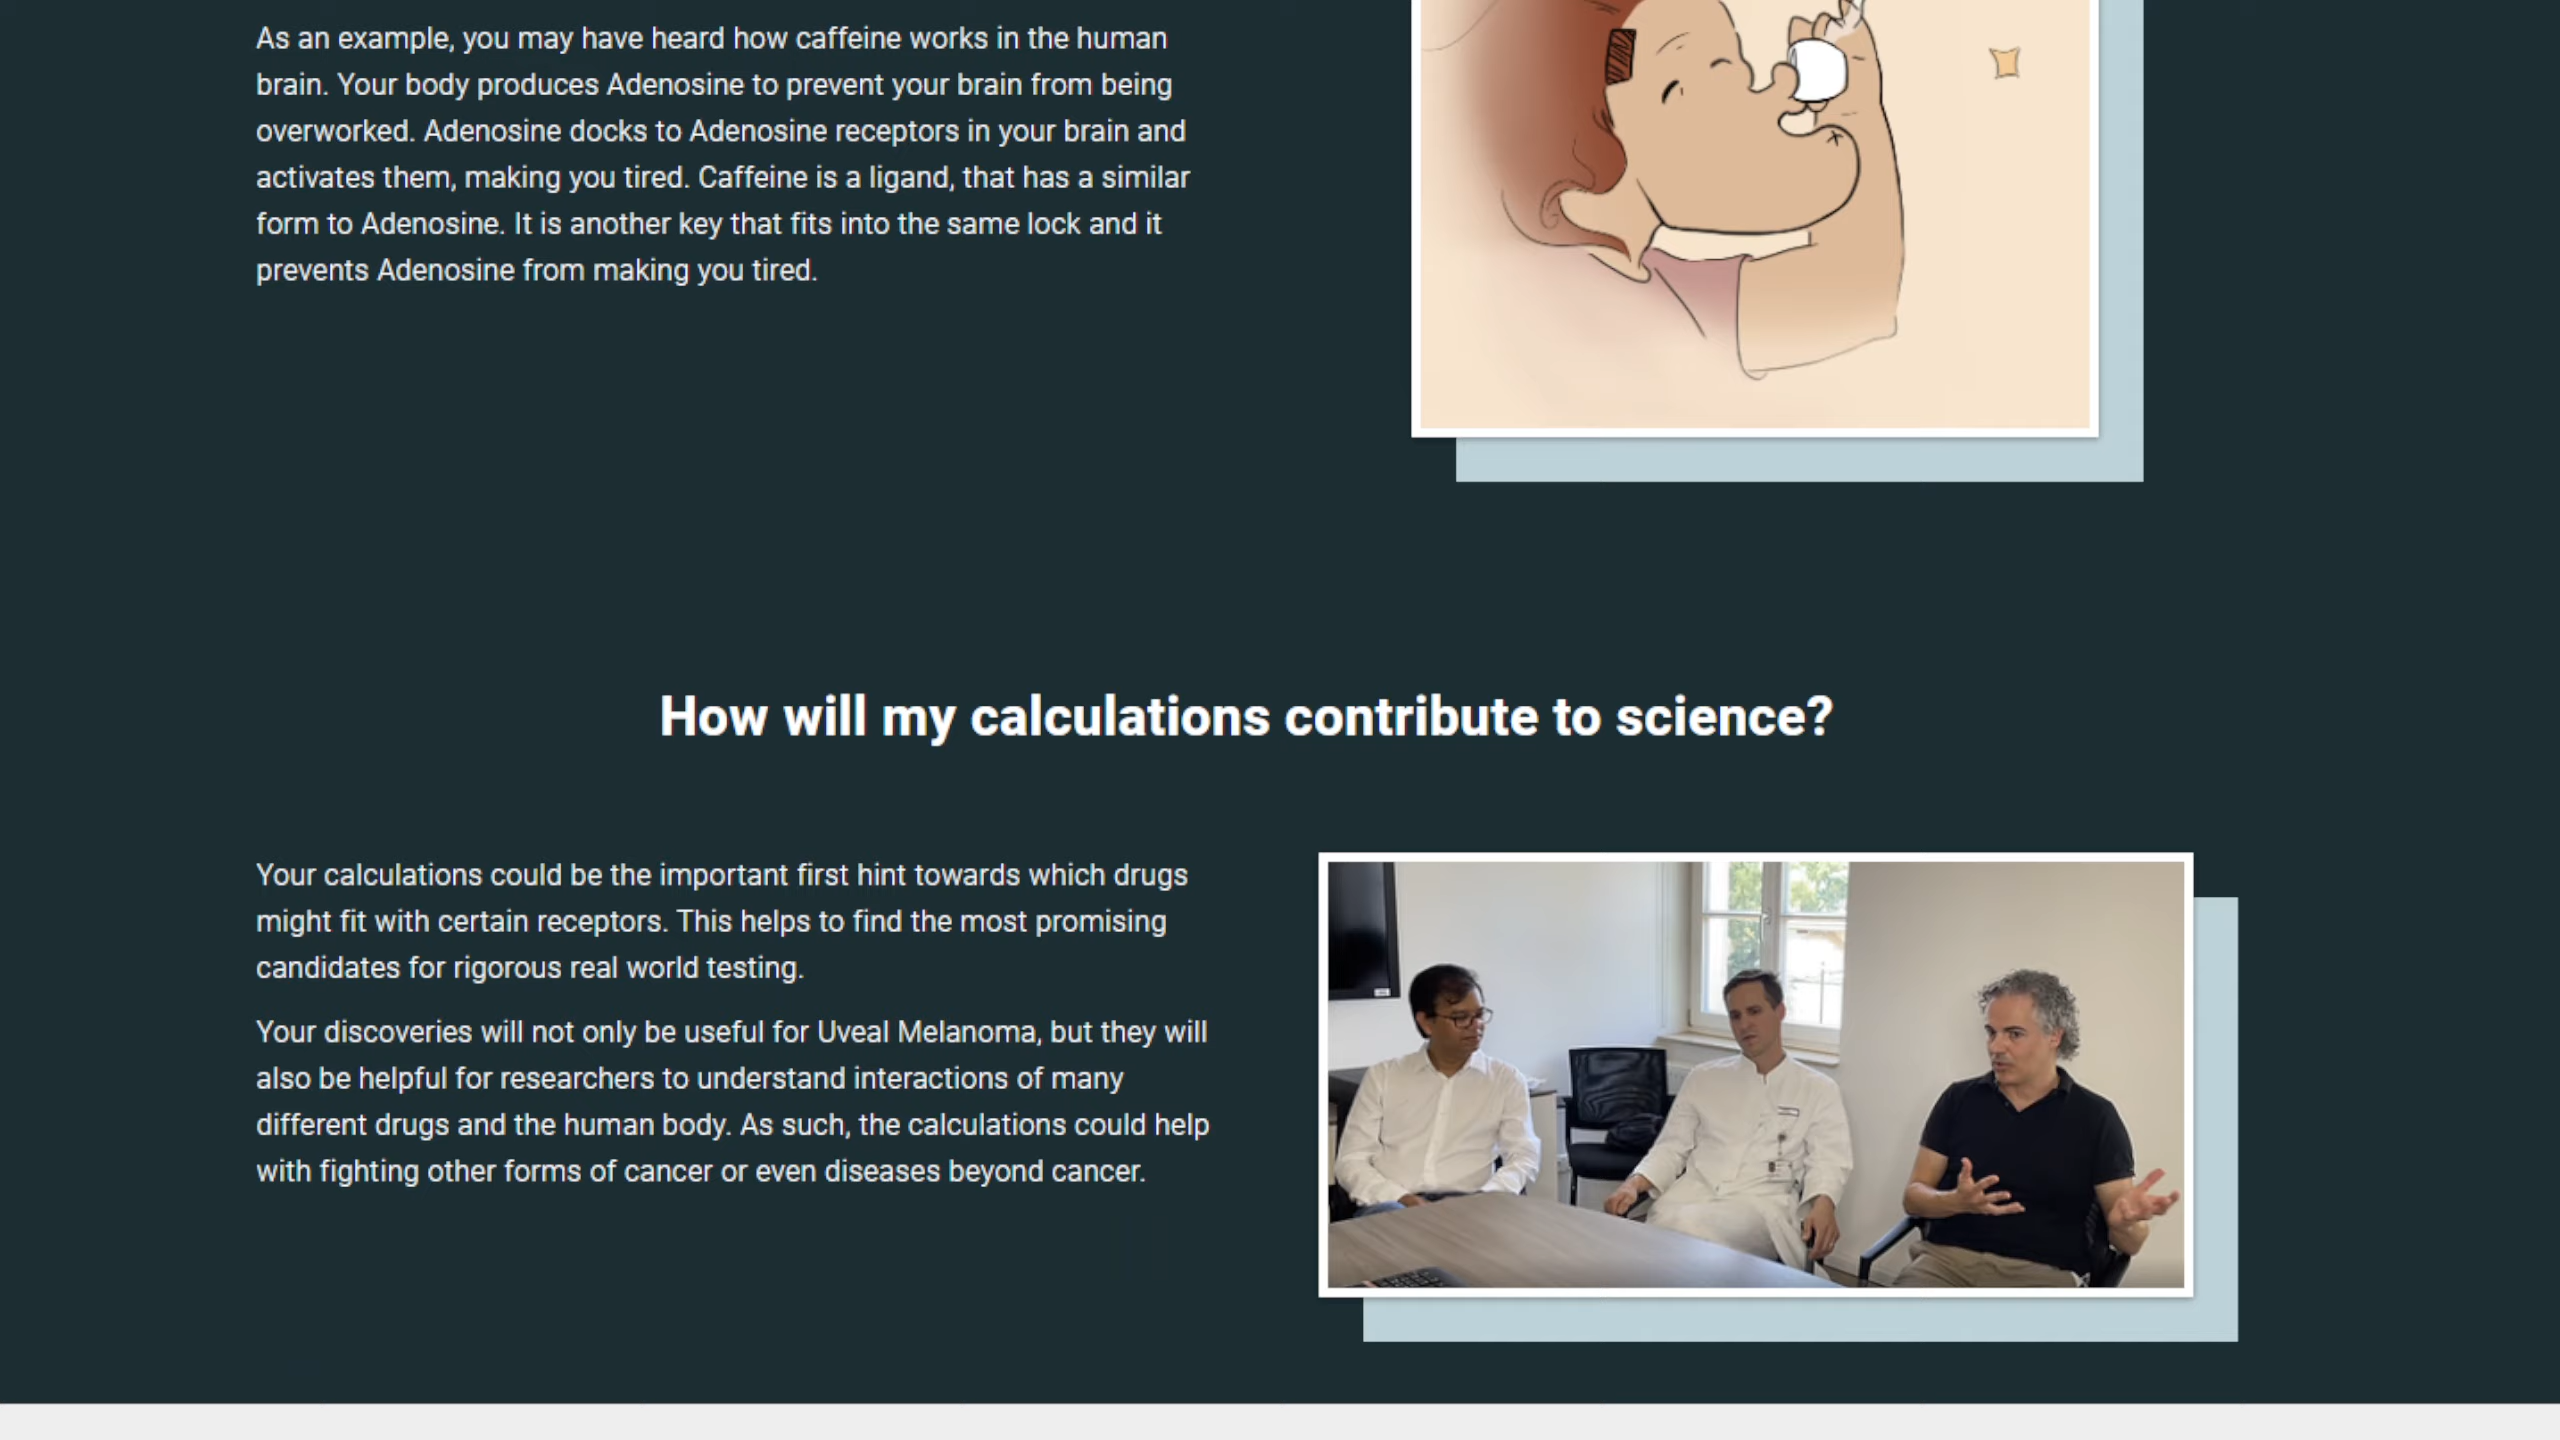 As an example, you may have heard how caffeine works in the human
brain. Your body produces Adenosine to prevent your brain from being
overworked. Adenosine docks to Adenosine receptors in your brain and
activates them, making you tired. Caffeine is a ligand, that has a similar
form to Adenosine. It is another key that fits into the same lock and it
prevents Adenosine from making you tired.
How will my calculations contribute to science?
Your calculations could be the important first hint towards which drugs
might fit with certain receptors. This helps to find the most promising
candidates for rigorous real world testing.
Your discoveries will not only be useful for Uveal Melanoma, but they will
also be helpful for researchers to understand interactions of many
different drugs and the human body. As such, the calculations could help
with fighting other forms of cancer or even diseases beyond cancer.